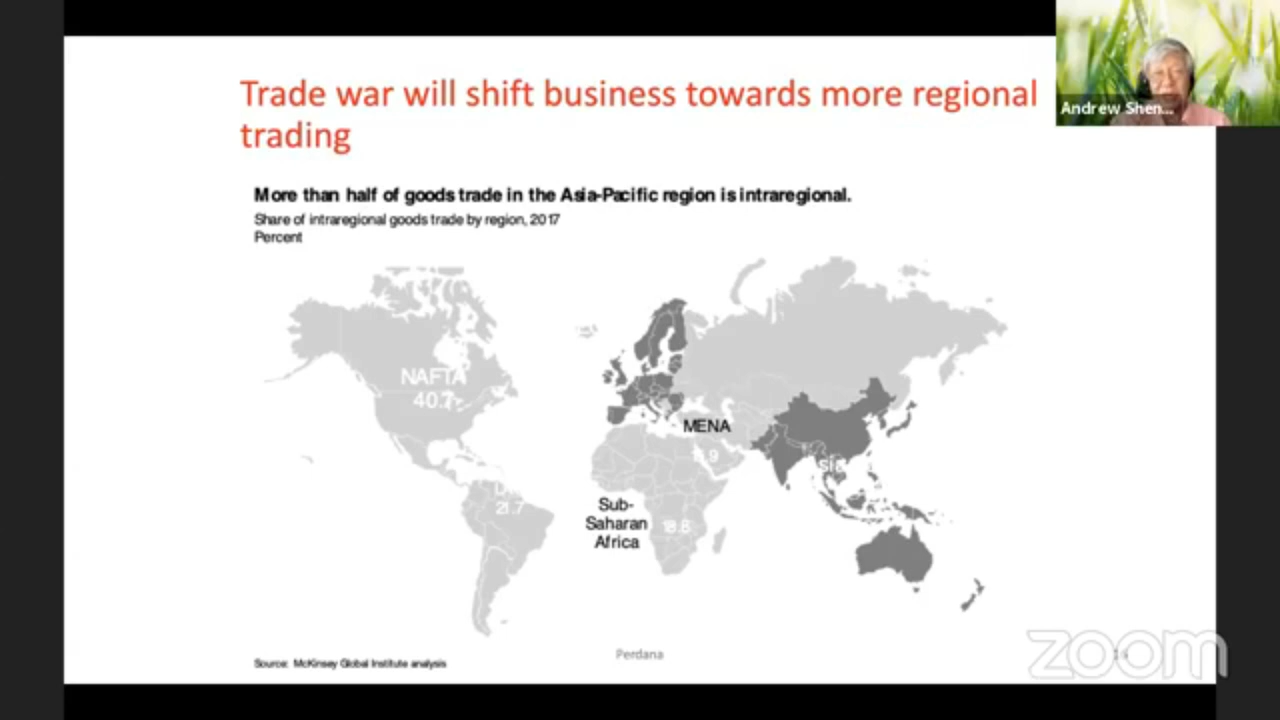 Trade war will shift business towards more regional
trading
Andrew Shen...
More than half of goods trade in the Asia-Pacific region is intraregional.
Share of intraregional goods trade by region, 2017
Percent
NAFTA
40.7
MENA
21.7
Sub-
Saharan
Africa
18.8
Source: McKinsey Global Institute analysis
Perdana
zoom